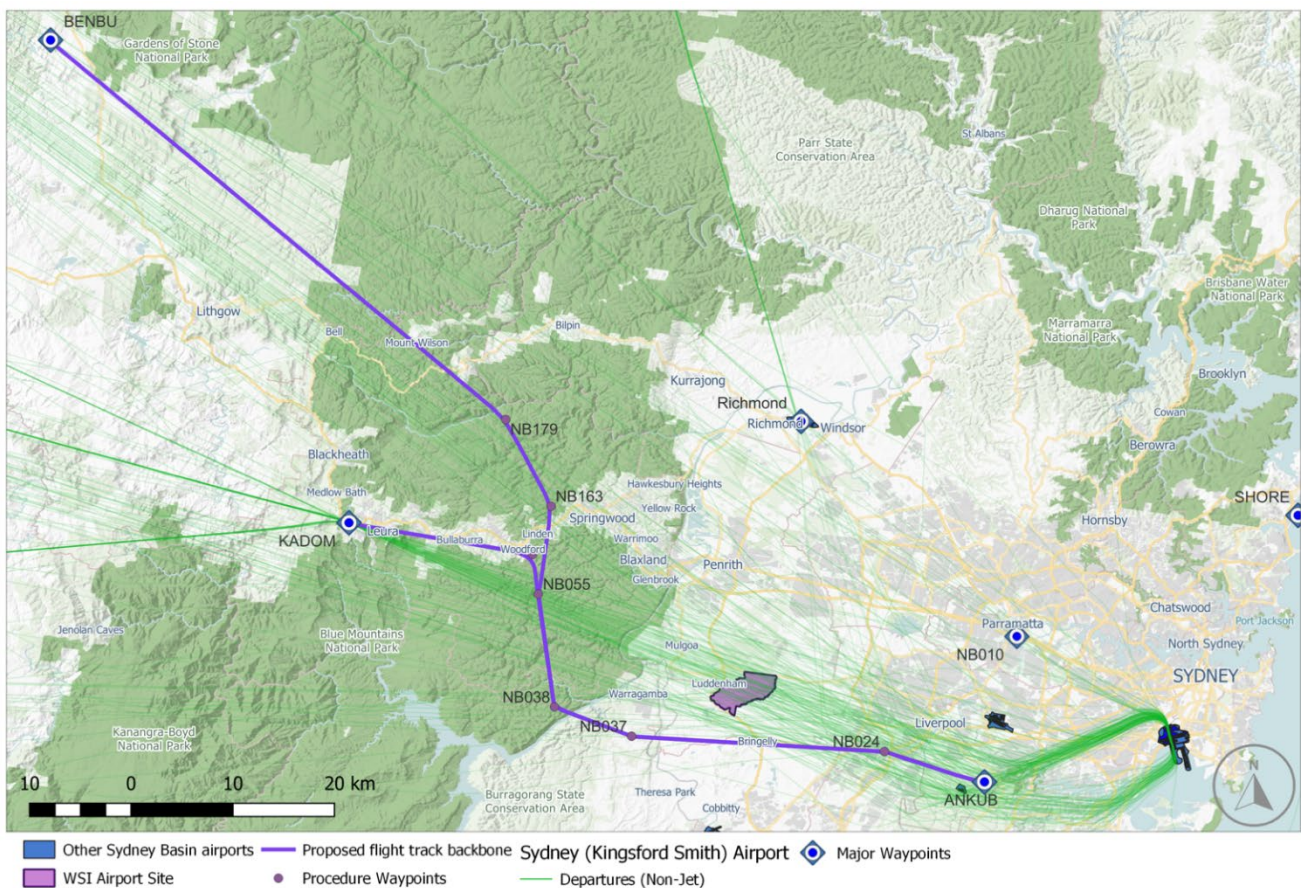 BENBU
Gardens of Stone
National Park
St Albans
Parr State
Conservation Area
Dharug National
Park
Brisbane Water
National Park
Lithgow
Bell
Mount Wilson
Bilpin
Marramarra
National Park
Kurrajong
Brooklyn
Richmond
Richmond
Windsor
Cowan
Berowra
NB179
Blackheath
Medlow Bath
Hawkesbury Heights
NB163
Springwood
Yellow Rock
SHORE
Hornsby
KADOM
Leura
Bullaburra
Linden
Woodford
Warrimoo
Blaxland
Penrith
Glenbrook
NB055
Chatswood
Parramatta
Port Jackson
Jenolan Caves
Blue Mountains
National Park
Mulgoa
NB010
North Sydney
SYDNEY
Luddenham
Warragamba
NB038
Kanangra-Boyd
National Park
NB037
Liverpool
Bringelly
NB024
10 0 10 20 km
Burragorang State
Conservation Area
Theresa Park
Cobbitty
ANKUB
N
Other Sydney Basin airports
Proposed flight track backbone
Sydney (Kingsford Smith) Airport
Major Waypoints
WSI Airport Site
Procedure Waypoints
Departures (Non-Jet)